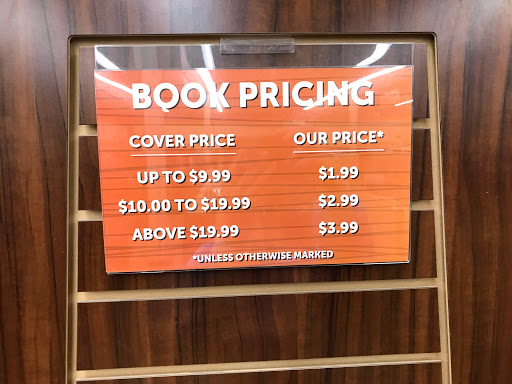 BOOK PRICING
COVER PRICE OUR PRICE*
UP TO $9.99 $1.99
$10.00 TO $19.99 $2.99
ABOVE $19.99 $3.99
*UNLESS OTHERWISE MARKED